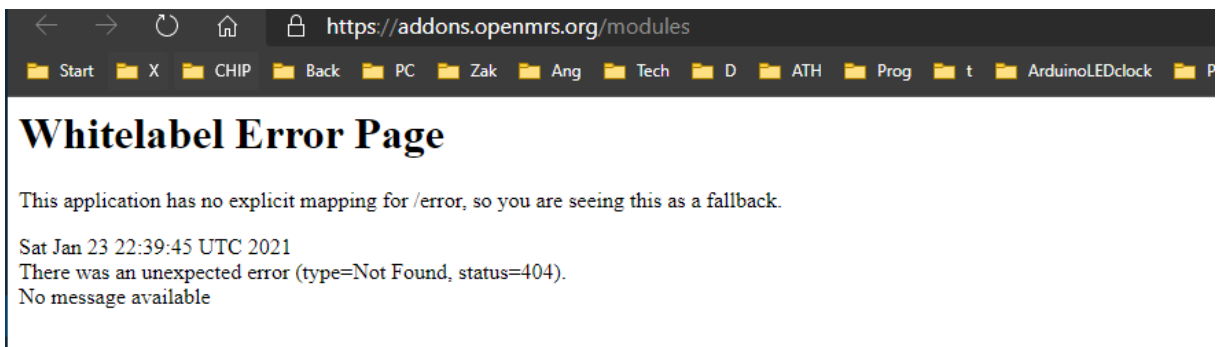 https://addons.openmrs.org/modules
Start X CHIP Back PC Zak Ang Tech D ATH Prog t ArduinoLEDclock P
Whitelabel Error Page
This application has no explicit mapping for /error, so you are seeing this as a fallback.
Sat Jan 23 22:39:45 UTC 2021
There was an unexpected error (type=Not Found, status=404).
No message available